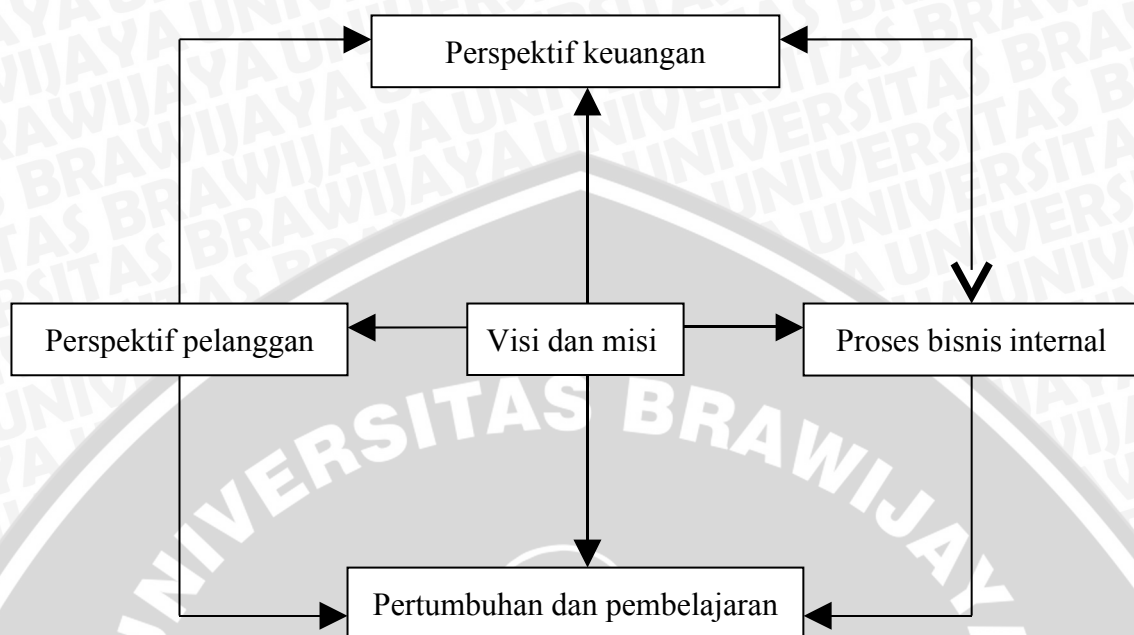 Perspektif keuangan
Perspektif pelanggan
Visi dan misi
Proses bisnis internal
UNIVERSITAS BRAWIJAYA
Pertumbuhan dan pembelajaran